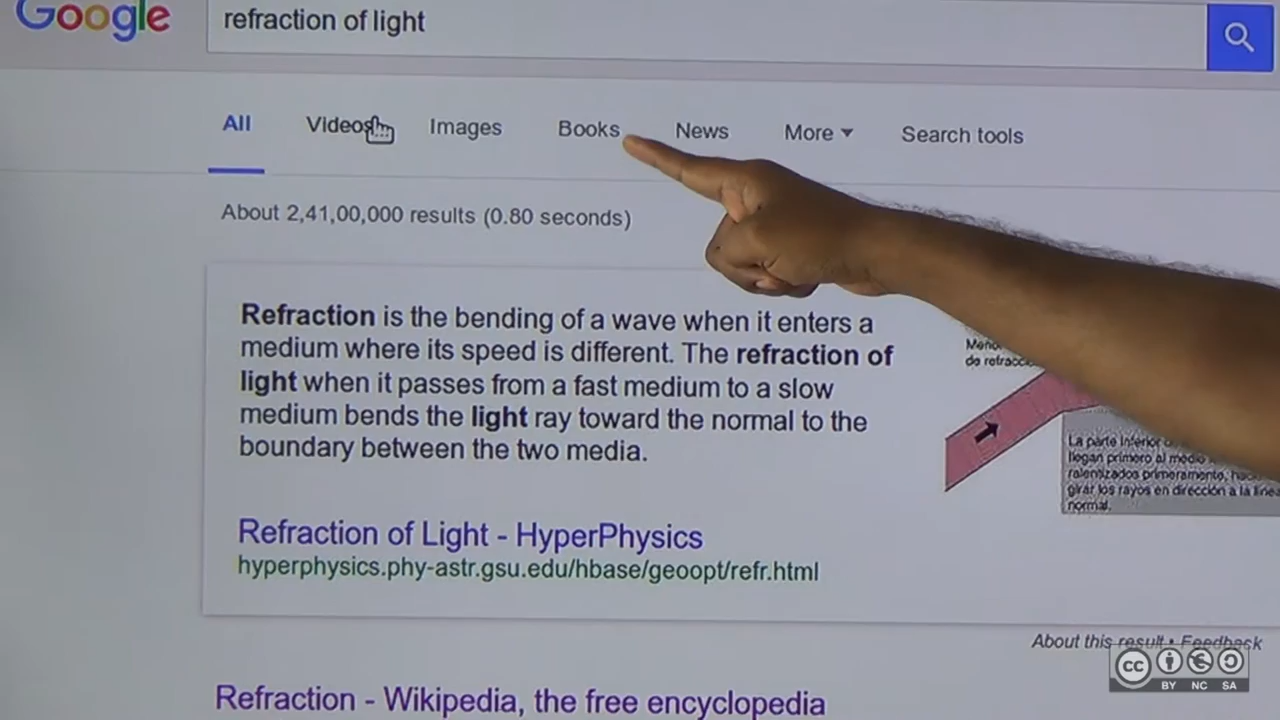 Google
refraction of light
All Videos Images Books News More Search tools
About 2,41,00,000 results (0.80 seconds)
Refraction is the bending of a wave when it enters a
medium where its speed is different. The refraction of
light when it passes from a fast medium to a slow
medium bends the light ray toward the normal to the
boundary between the two media.
de refracc
La parte Inferior
llegan primero al medio
ralentizados primeramente,
girar los rayos en dirección a la
normal.
Refraction of Light - HyperPhysics
hyperphysics.phy-astr.gsu.edu/hbase/geoopt/refr.html
About this result • Feedback
cc
BY NC SA
Refraction - Wikipedia, the free encyclopedia